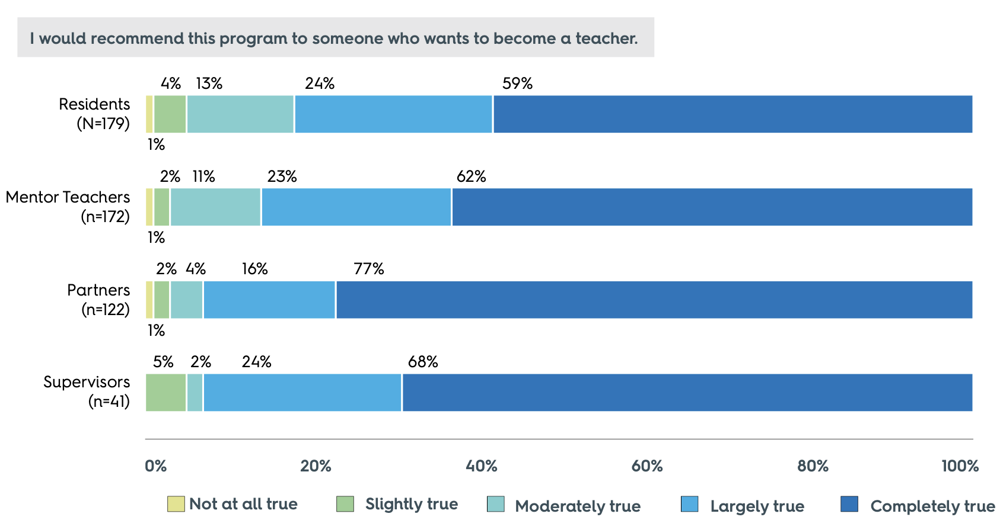 I would recommend this program to someone who wants to become a teacher.
4% 13% 24% 59%
Residents
(N=179)
1%
2% 11% 23% 62%
Mentor Teachers
(n=172)
1%
2% 4% 16% 77%
Partners
(n=122)
1%
5% 2% 24% 68%
Supervisors
(n=41)
0% 20% 40% 60% 80% 100%
Not at all true Slightly true Moderately true Largely true Completely true